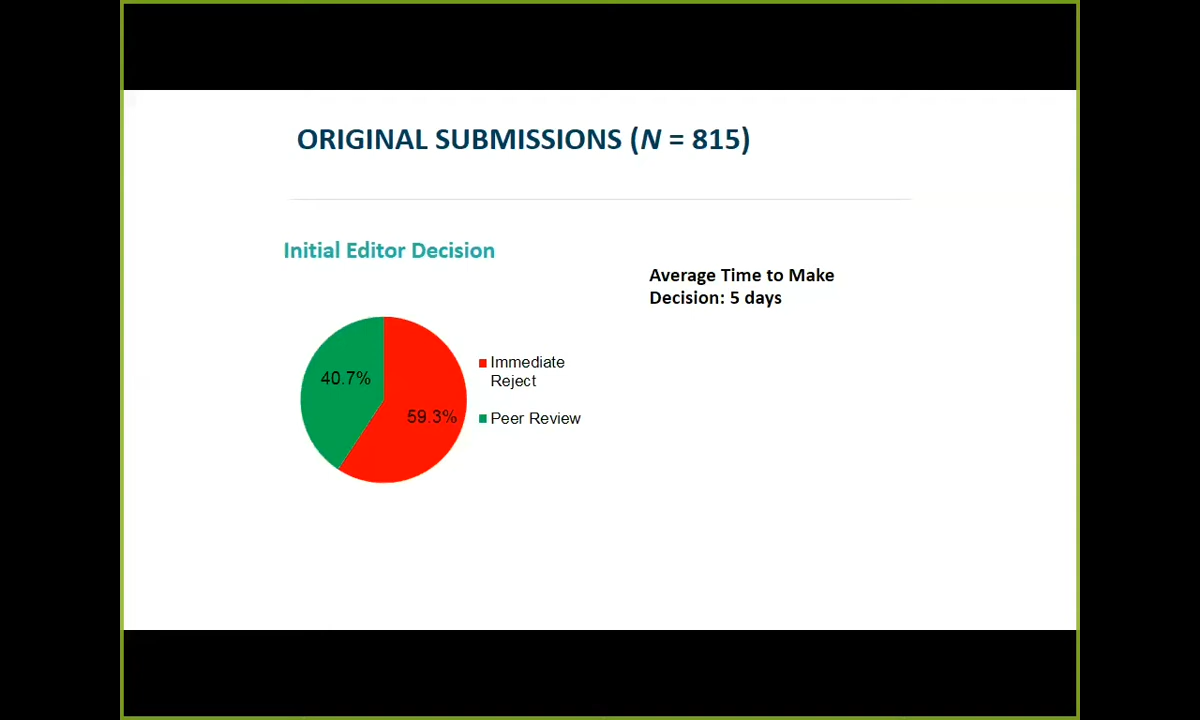 ORIGINAL SUBMISSIONS (N = 815)
Initial Editor Decision
Average Time to Make
Decision: 5 days
40.7%
59.3%
Immediate
Reject
Peer Review